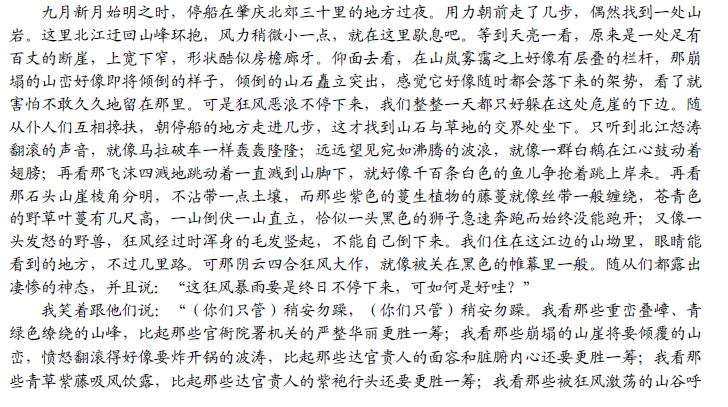 九月新月始明之时，停船在肇庆北郊三十里的地方过夜。用力朝前走了几步，偶然找到一处山
岩。这里北江迂回山峰环抱，风力稍微小一点，就在这里歇息吧。等到天亮一看，原来是一处足有
百丈的断崖，上宽下窄，形状酷似房檐廊牙。仰面去看，在山岚雾霭之上好像有层叠的栏杆，那崩
塌的山峦好像即将倾倒的样子，倾倒的山石矗立突出，感觉它好像随时都会落下来的架势，看了就
害怕不敢久久地留在那里。可是狂风恶浪不停下来，我们整整一天都只好躲在这处危崖的下边。随
从仆人们互相搀扶，朝停船的地方走进几步，这才找到山石与草地的交界处坐下。只听到北江怒涛
翻滚的声音，就像马拉破车一样轰轰隆隆；远远望见宛如沸腾的波浪，就像一群白鹅在江心鼓动着
翅膀；再看那飞沫四溅地跳动着一直溅到山脚下，就好像千百条白色的鱼儿争抢着跳上岸来。再看
那石头山崖棱角分明，不沾带一点土壤，而那些紫色的蔓生植物的藤蔓就像丝带一般缠绕，苍青色
的野草叶蔓有几尺高，一山倒伏一山直立，恰似一头黑色的狮子急速奔跑而始终没能跑开；又像一
头发怒的野兽，狂风经过时浑身的毛发竖起，不能自己倒下来。我们住在这江边的山坳里，眼睛能
看到的地方，不过几里路。可那阴云四合狂风大作，就像被关在黑色的帷幕里一般。随从们都露出
凄惨的神态，并且说：“这狂风暴雨要是终日不停下来，可如何是好哇？”
我笑着跟他们说：“（你们只管）稍安勿躁，（你们只管）稍安勿躁。我看那些重峦叠嶂、青
绿色缭绕的山峰，比起那些官衙院署机关的严整华丽更胜一筹；我看那些崩塌的山崖将要倾覆的山
峦，愤怒翻滚得好像要炸开锅的波涛，比起那些达官贵人的面容和脏腑内心还要更胜一筹；我看那
些青草紫藤吸风饮露，比起那些达官贵人的紫袍行头还要更胜一筹；我看那些被狂风激荡的山谷呼